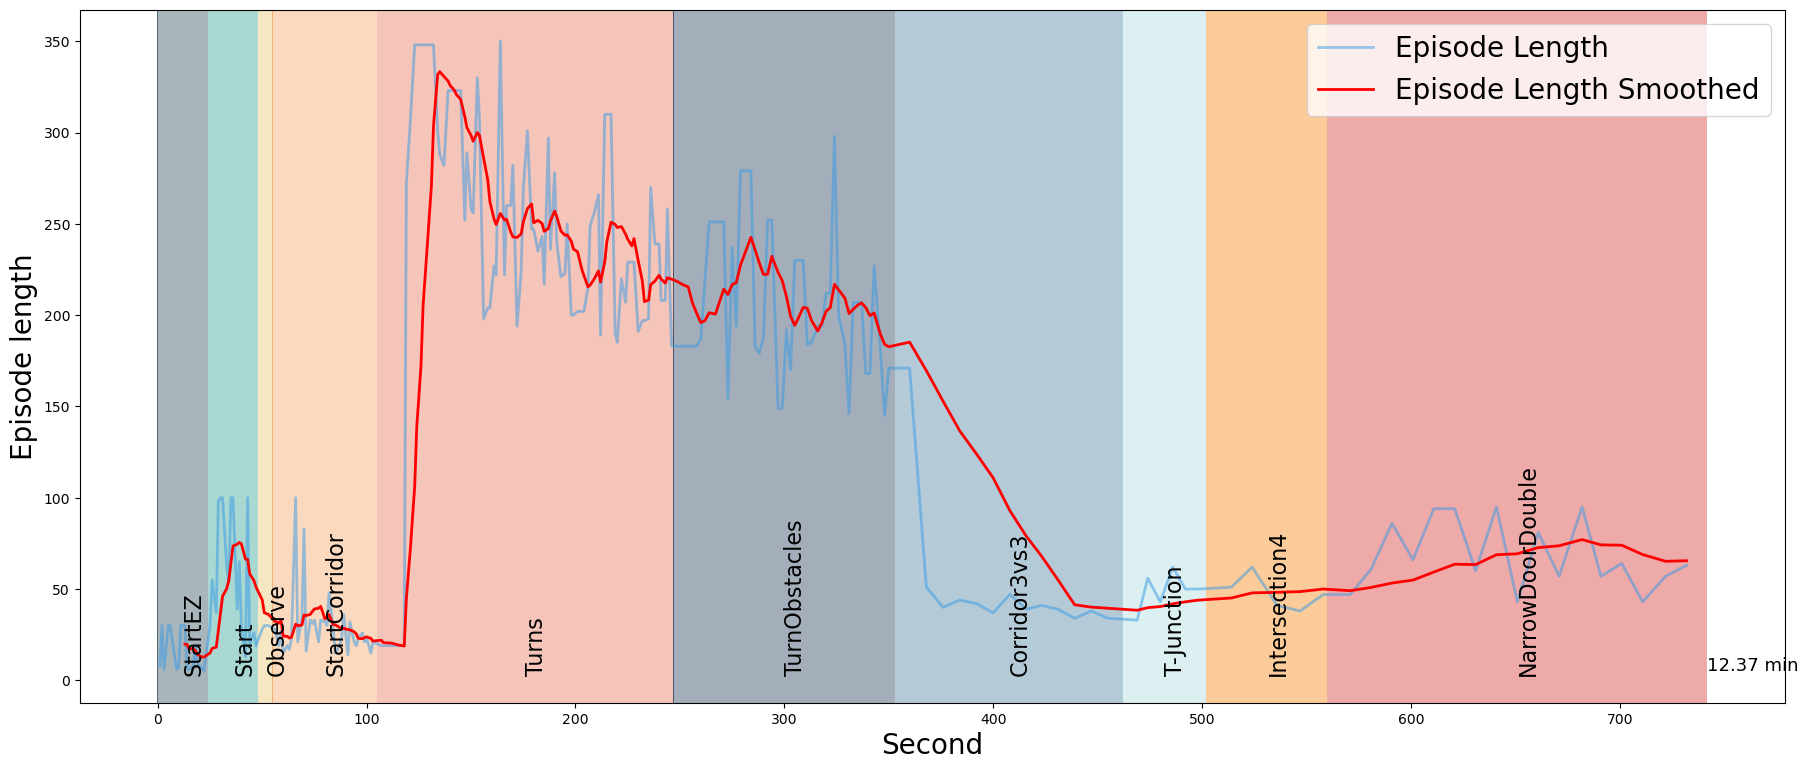 Episode Length
Episode Length Smoothed
Episode length
350
300
250
200
150
100
50
0
StartEZ
Start
Observe
StartCorridor
Turns
TurnObstacles
Corridor3vs3
T-Junction
Intersection4
NarrowDoorDouble
12.37 min
0 100 200 300 400 500 600 700
Second